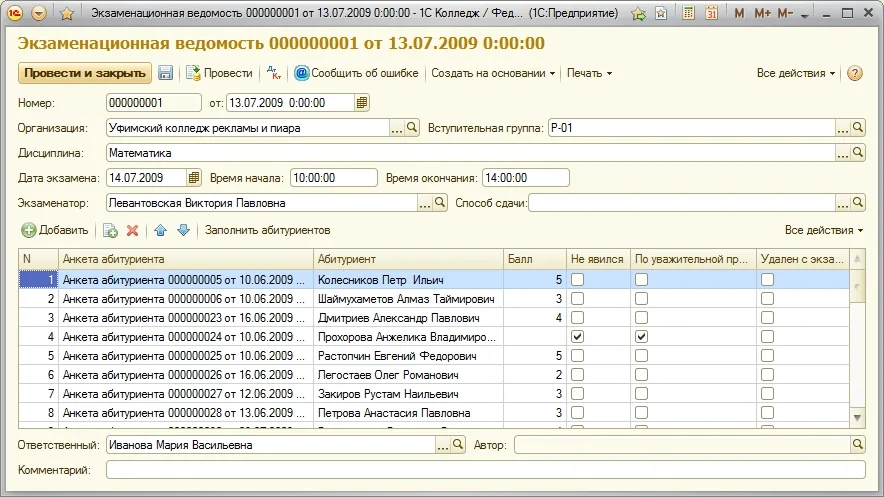 Экзаменационная ведомость 000000001 от 13.07.2009 0:00:00 - 1С Колледж / Фед... (1С:Предприятие) M M+ M-
Экзаменационная ведомость 000000001 от 13.07.2009 0:00:00
Провести и закрыть Провести Дт Кт Сообщить об ошибке Создать на основании Печать Все действия ?
Номер: 000000001 от: 13.07.2009 0:00:00
Организация: Уфимский колледж рекламы и пиара ... Вступительная группа: Р-01 ...
Дисциплина: Математика ...
Дата экзамена: 14.07.2009 Время начала: 10:00:00 Время окончания: 14:00:00
Экзаменатор: Левантовская Виктория Павловна ... Способ сдачи: ...
Добавить Заполнить абитуриентов Все действия
N Анкета абитуриента Абитуриент Балл Не явился По уважительной пр... Удален с экза...
1 Анкета абитуриента 000000005 от 10.06.2009 ... Колесников Петр Ильич 5
2 Анкета абитуриента 000000006 от 10.06.2009 ... Шаймухаметов Алмаз Таймирович 3
3 Анкета абитуриента 000000023 от 16.06.2009 ... Дмитриев Александр Павлович 4
4 Анкета абитуриента 000000024 от 10.06.2009 ... Прохорова Анжелика Владимиро...
5 Анкета абитуриента 000000025 от 10.06.2009 ... Растопчин Евгений Федорович 5
6 Анкета абитуриента 000000026 от 16.06.2009 ... Легостаев Олег Романович 2
7 Анкета абитуриента 000000027 от 12.06.2009 ... Закиров Рустам Наильевич 3
8 Анкета абитуриента 000000028 от 13.06.2009 ... Петрова Анастасия Павловна 3
Ответственный: Иванова Мария Васильевна ... Автор:
Комментарий: